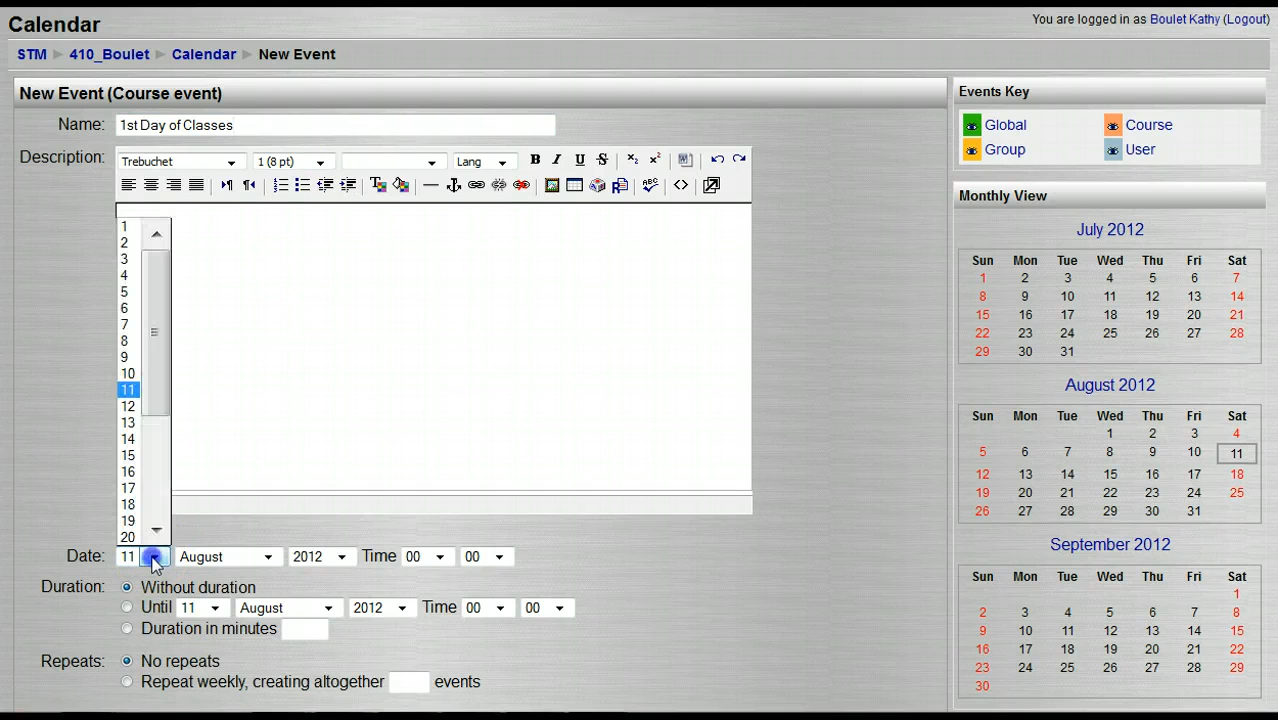 Calendar
You are logged in as Boulet Kathy (Logout)
STM ► 410_Boulet ► Calendar ► New Event
New Event (Course event)
Name: 1st Day of Classes
Description: Trebuchet 1 (8 pt) Lang B I U S x₂ x²
1
2
3
4
5
6
7
8
9
10
11
12
13
14
15
16
17
18
19
20
Date: 11 August 2012 Time 00 00
Duration: Without duration
Until 11 August 2012 Time 00 00
Duration in minutes
Repeats: No repeats
Repeat weekly, creating altogether events
Events Key
Global Course
Group User
Monthly View
July 2012
Sun Mon Tue Wed Thu Fri Sat
1 2 3 4 5 6 7
8 9 10 11 12 13 14
15 16 17 18 19 20 21
22 23 24 25 26 27 28
29 30 31
August 2012
Sun Mon Tue Wed Thu Fri Sat
1 2 3 4
5 6 7 8 9 10 11
12 13 14 15 16 17 18
19 20 21 22 23 24 25
26 27 28 29 30 31
September 2012
Sun Mon Tue Wed Thu Fri Sat
1
2 3 4 5 6 7 8
9 10 11 12 13 14 15
16 17 18 19 20 21 22
23 24 25 26 27 28 29
30